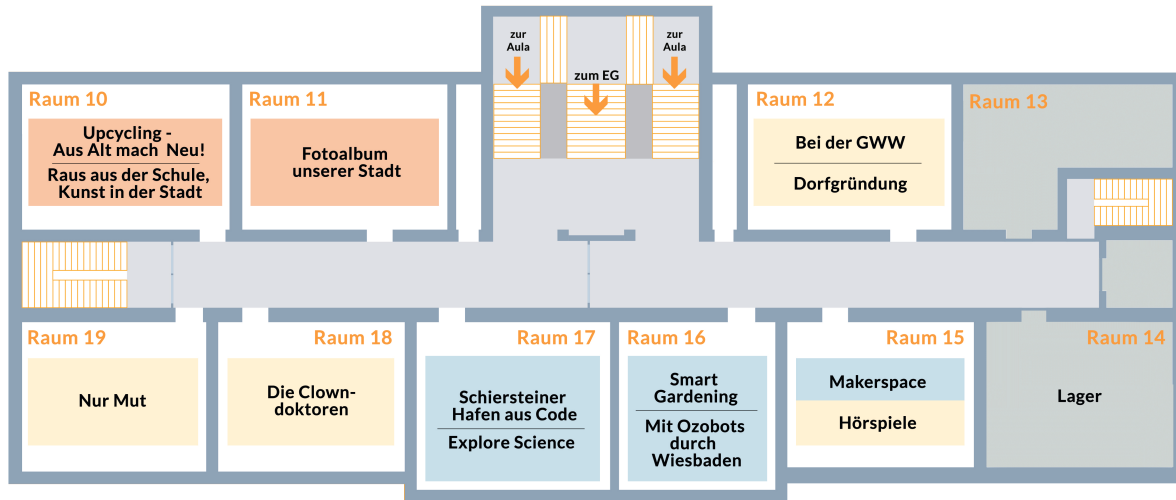 zur
Aula
zum EG
zur
Aula
Raum 10
Upcycling -
Aus Alt mach Neu!
Raus aus der Schule,
Kunst in der Stadt
Raum 11
Fotoalbum
unserer Stadt
Raum 12
Bei der GWW
Dorfgründung
Raum 13
Raum 19
Nur Mut
Raum 18
Die Clown-
doktoren
Raum 17
Schiersteiner
Hafen aus Code
Explore Science
Raum 16
Smart
Gardening
Mit Ozobots
durch
Wiesbaden
Raum 15
Makerspace
Hörspiele
Raum 14
Lager